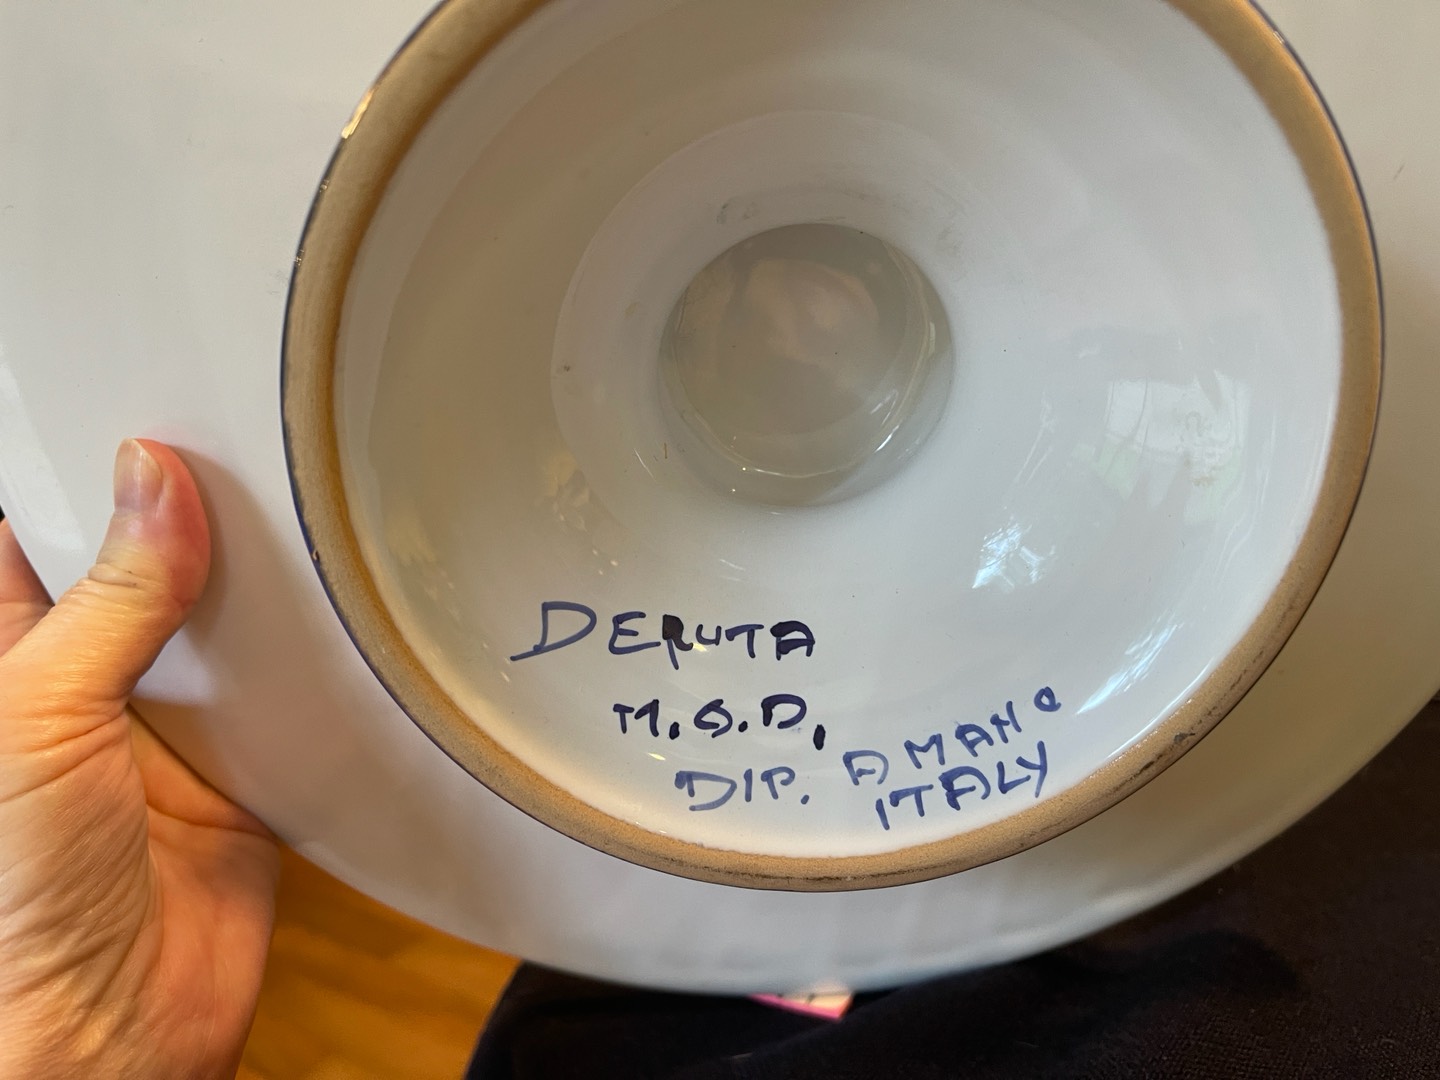 DERUTA
M.G.D.
DIP. A MANO
ITALY